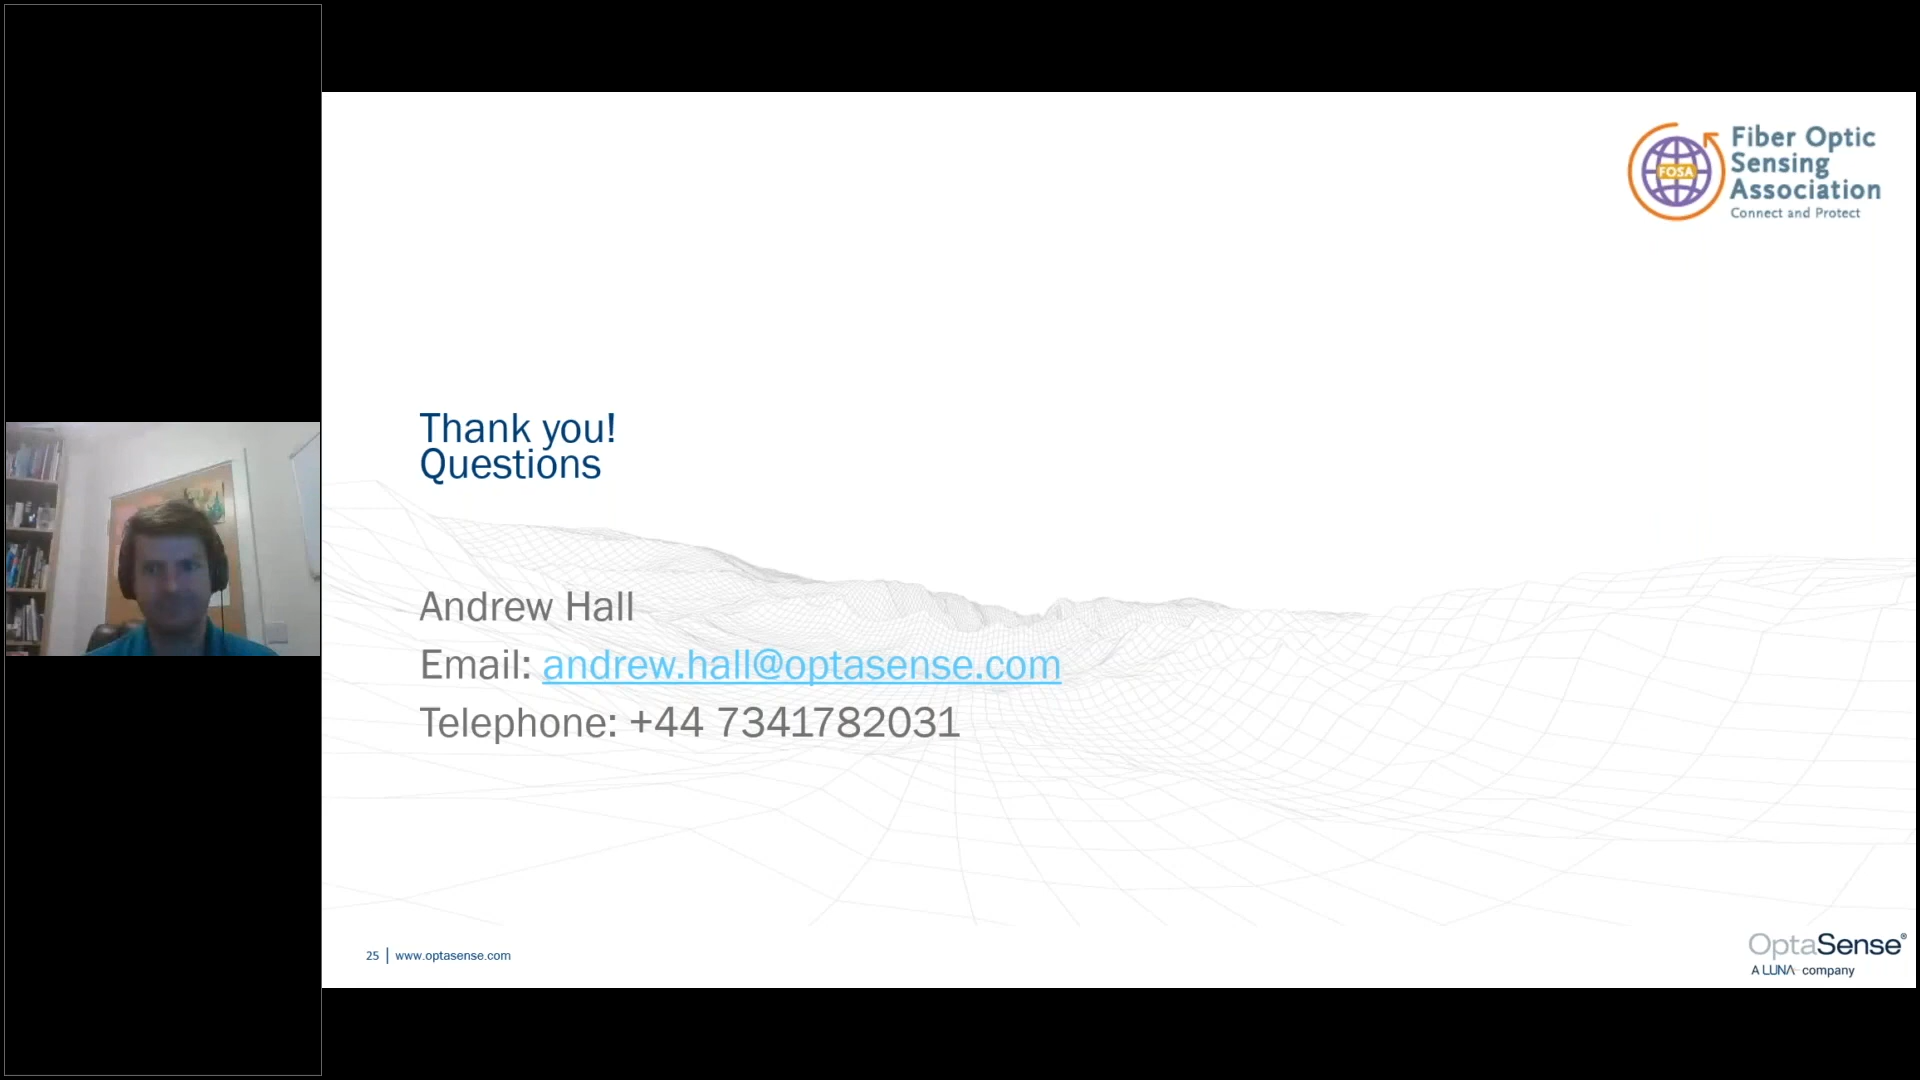 Fiber Optic
Sensing
Association
Connect and Protect
FOSA
Thank you!
Questions
Andrew Hall
Email: andrew.hall@optasense.com
Telephone: +44 7341782031
25 | www.optasense.com
OptaSense®
A LUNA company